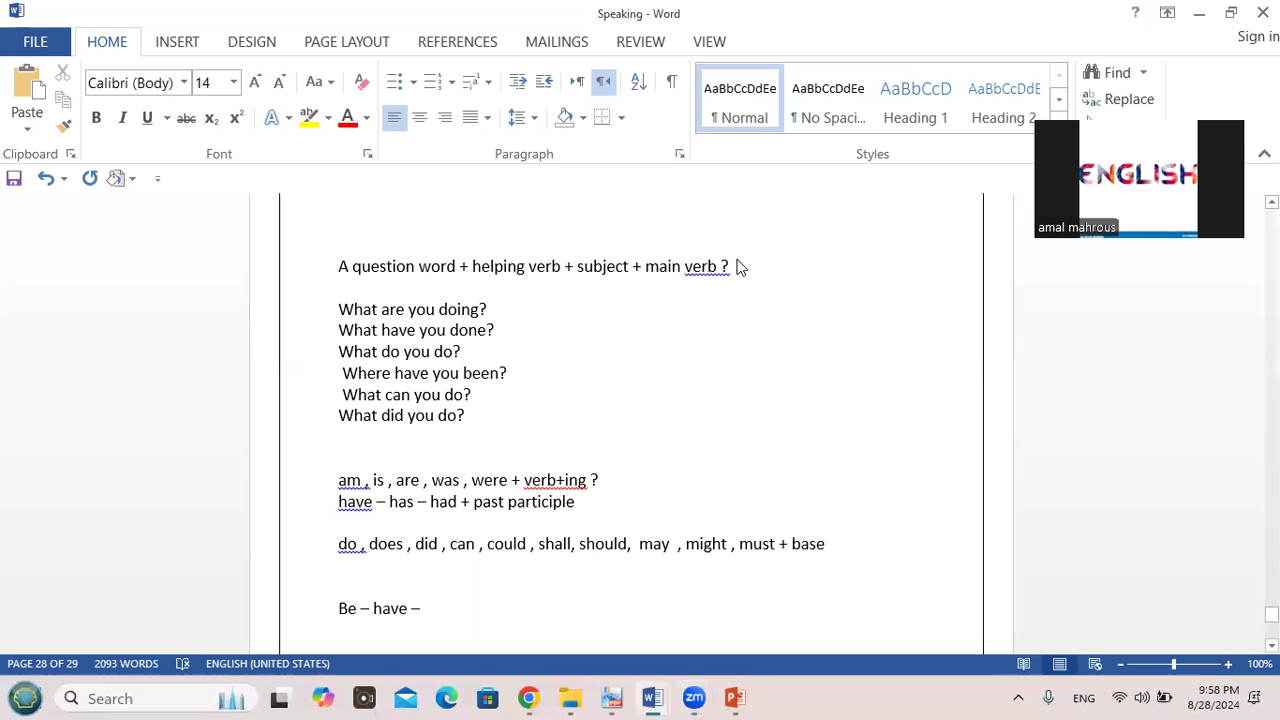 Speaking - Word
?
FILE HOME INSERT DESIGN PAGE LAYOUT REFERENCES MAILINGS REVIEW VIEW
Sign in
Calibri (Body) 14 Aa
Paste
B I U abc X₂ X² A A
AaBbCcDdEe AaBbCcDdEe AaBbCcD AaBbCcDdE
¶ Normal ¶ No Spaci... Heading 1 Heading 2
Find
Replace
Clipboard Font Paragraph Styles
ENGLISH
amal mahrous
A question word + helping verb + subject + main verb ?
What are you doing?
What have you done?
What do you do?
Where have you been?
What can you do?
What did you do?
am , is , are , was , were + verb+ing ?
have – has – had + past participle
do , does , did , can , could , shall, should, may , might , must + base
Be – have –
PAGE 28 OF 29 2093 WORDS ENGLISH (UNITED STATES) 100%
Search
ENG
9:58 PM
8/28/2024